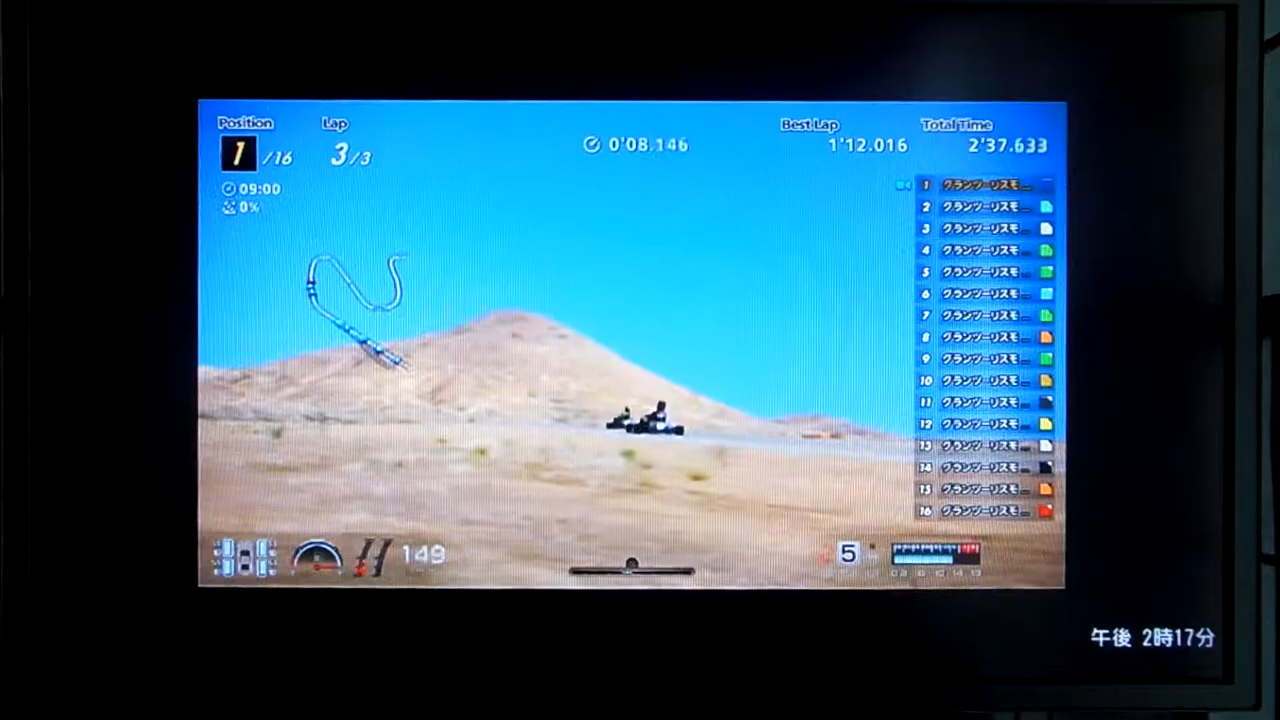 Position Lap Best Lap Total Time
1/16 3/3 0'08.146 1'12.016 2'37.633
09:00
0%
1 グランツーリスモ...
2 グランツーリスモ...
3 グランツーリスモ...
4 グランツーリスモ...
5 グランツーリスモ...
6 グランツーリスモ...
7 グランツーリスモ...
8 グランツーリスモ...
9 グランツーリスモ...
10 グランツーリスモ...
11 グランツーリスモ...
12 グランツーリスモ...
13 グランツーリスモ...
14 グランツーリスモ...
15 グランツーリスモ...
16 グランツーリスモ...
149 5
午後 2時17分